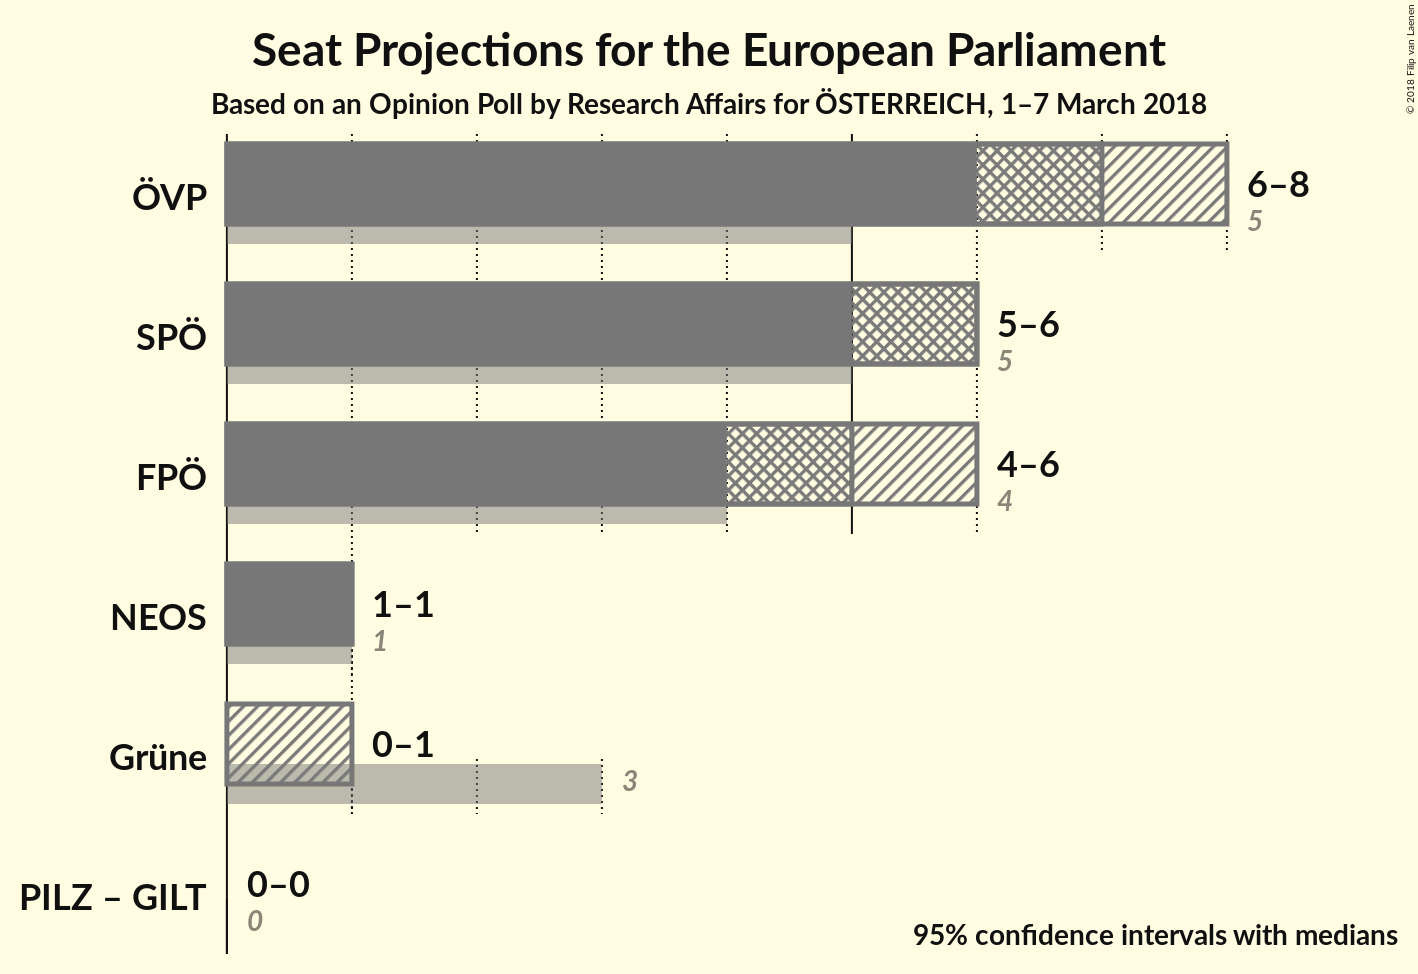 Seat Projections for the European Parliament
Based on an Opinion Poll by Research Affairs for ÖSTERREICH, 1–7 March 2018
© 2018 Filip van Laenen
ÖVP
6–8
5
SPÖ
5–6
5
FPÖ
4–6
4
NEOS
1–1
1
Grüne
0–1
3
PILZ – GILT
0–0
0
95% confidence intervals with medians